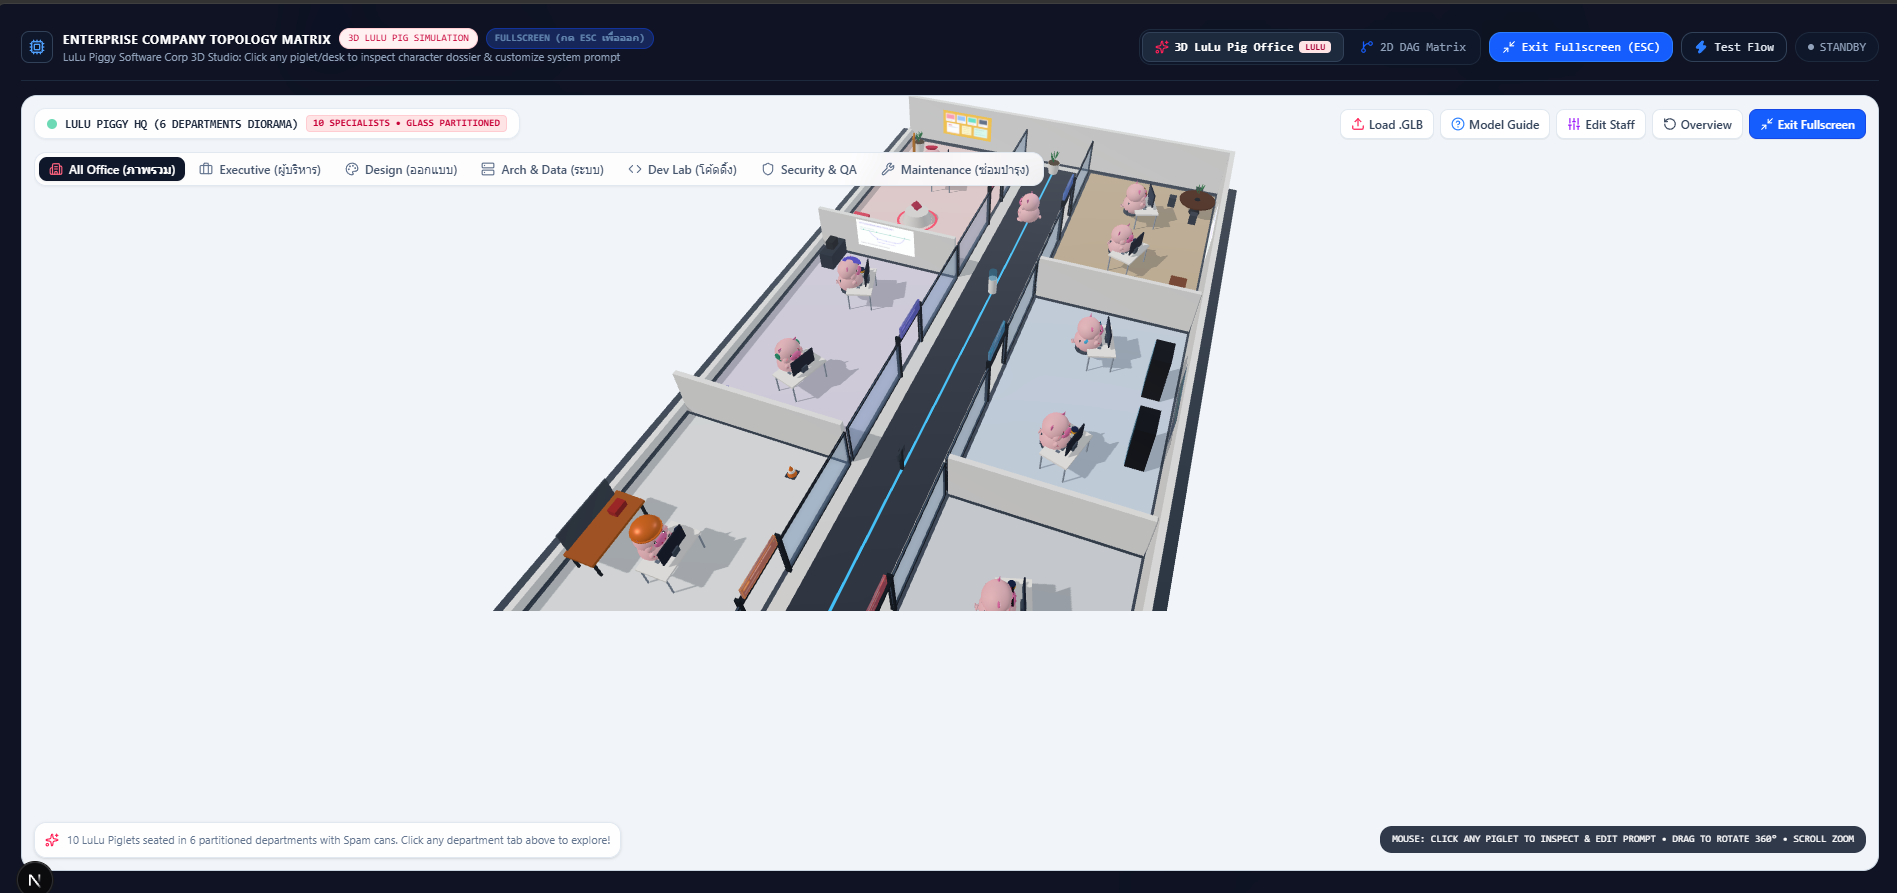 ENTERPRISE COMPANY TOPOLOGY MATRIX
3D LULU PIG SIMULATION
FULLSCREEN (กด ESC เพื่อออก)
LuLu Piggy Software Corp 3D Studio: Click any piglet/desk to inspect character dossier & customize system prompt
3D LuLu Pig Office LULU
2D DAG Matrix
Exit Fullscreen (ESC)
Test Flow
STANDBY
LULU PIGGY HQ (6 DEPARTMENTS DIORAMA)
10 SPECIALISTS • GLASS PARTITIONED
Load .GLB
Model Guide
Edit Staff
Overview
Exit Fullscreen
All Office (ภาพรวม)
Executive (ผู้บริหาร)
Design (ออกแบบ)
Arch & Data (ระบบ)
Dev Lab (โค้ดดิ้ง)
Security & QA
Maintenance (ซ่อมบำรุง)
10 LuLu Piglets seated in 6 partitioned departments with Spam cans. Click any department tab above to explore!
MOUSE: CLICK ANY PIGLET TO INSPECT & EDIT PROMPT • DRAG TO ROTATE 360° • SCROLL ZOOM
N